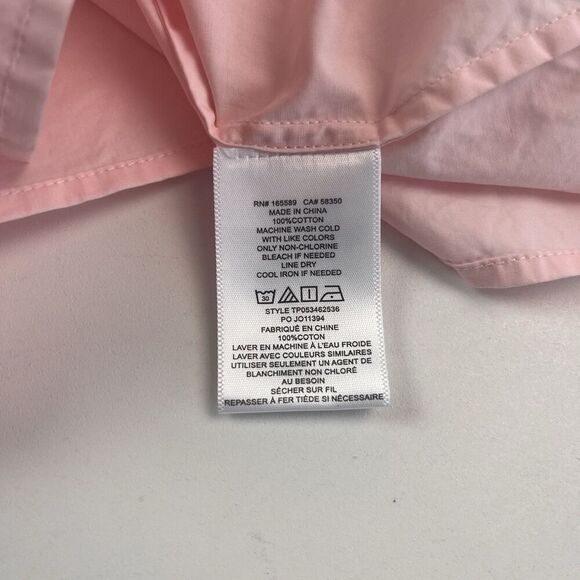 RN# 165589 CA# 58350
MADE IN CHINA
100%COTTON
MACHINE WASH COLD
WITH LIKE COLORS
ONLY NON-CHLORINE
BLEACH IF NEEDED
LINE DRY
COOL IRON IF NEEDED
30
STYLE TP053462536
PO JO11394
FABRIQUÉ EN CHINE
100%COTON
LAVER EN MACHINE À L'EAU FROIDE
LAVER AVEC COULEURS SIMILAIRES
UTILISER SEULEMENT UN AGENT DE
BLANCHIMENT NON CHLORÉ
AU BESOIN
SÉCHER SUR FIL
REPASSER À FER TIÈDE SI NÉCESSAIRE